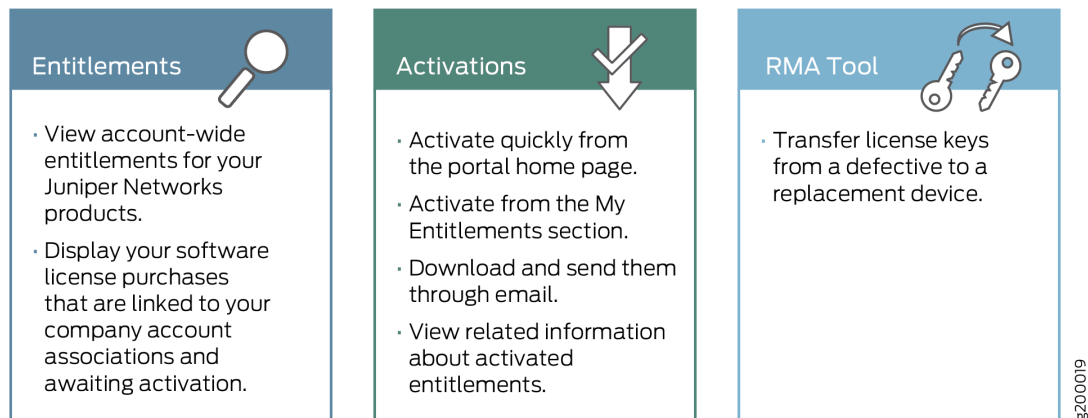 Entitlements
· View account-wide
entitlements for your
Juniper Networks
products.
· Display your software
license purchases
that are linked to your
company account
associations and
awaiting activation.
Activations
· Activate quickly from
the portal home page.
· Activate from the My
Entitlements section.
· Download and send them
through email.
· View related information
about activated
entitlements.
RMA Tool
· Transfer license keys
from a defective to a
replacement device.
g200019